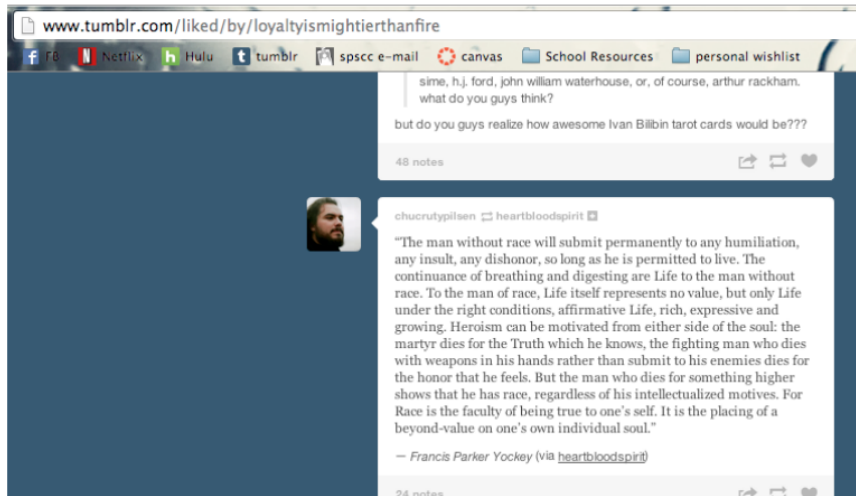 www.tumblr.com/liked/by/loyaltyismightierthanfire
FB Netflix Hulu tumblr spscc e-mail canvas School Resources personal wishlist
sime, h.j. ford, john william waterhouse, or, of course, arthur rackham.
what do you guys think?
but do you guys realize how awesome Ivan Bilibin tarot cards would be???
48 notes
chucrutypilsen heartbloodspirit
“The man without race will submit permanently to any humiliation,
any insult, any dishonor, so long as he is permitted to live. The
continuance of breathing and digesting are Life to the man without
race. To the man of race, Life itself represents no value, but only Life
under the right conditions, affirmative Life, rich, expressive and
growing. Heroism can be motivated from either side of the soul: the
martyr dies for the Truth which he knows, the fighting man who dies
with weapons in his hands rather than submit to his enemies dies for
the honor that he feels. But the man who dies for something higher
shows that he has race, regardless of his intellectualized motives. For
Race is the faculty of being true to one’s self. It is the placing of a
beyond-value on one’s own individual soul.”
— Francis Parker Yockey (via heartbloodspirit)
24 notes